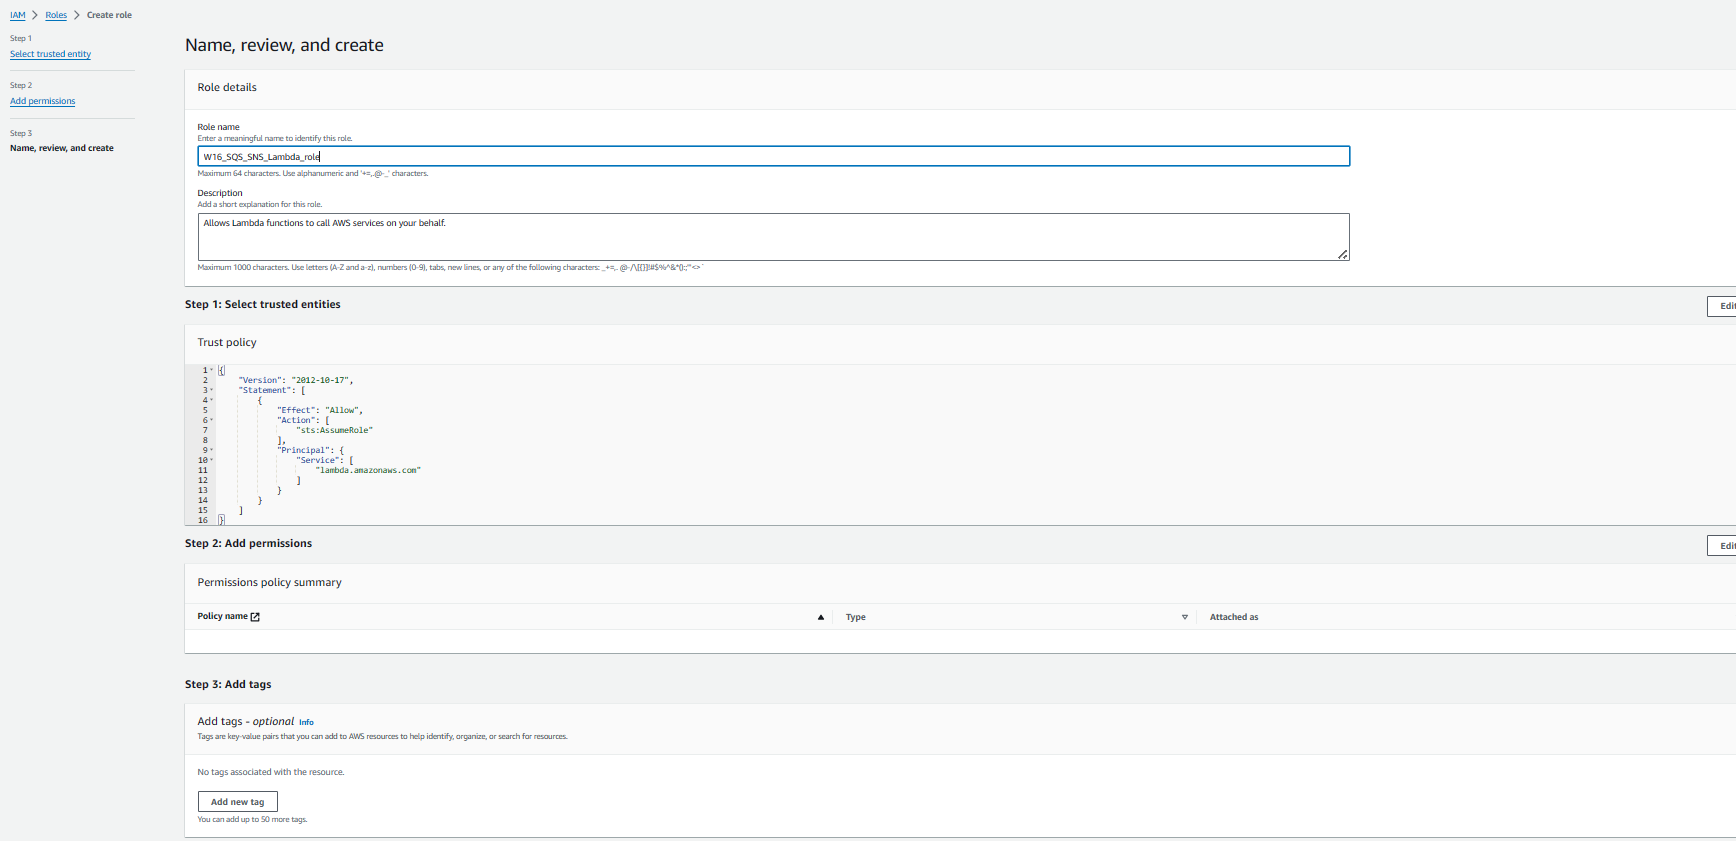 IAM > Roles > Create role
Step 1
Select trusted entity
Step 2
Add permissions
Step 3
Name, review, and create
Name, review, and create
Role details
Role name
Enter a meaningful name to identify this role.
W16_SQS_SNS_Lambda_role
Maximum 64 characters. Use alphanumeric and '+=,.@-_' characters.
Description
Add a short explanation for this role.
Allows Lambda functions to call AWS services on your behalf.
Maximum 1000 characters. Use letters (A-Z and a-z), numbers (0-9), tabs, new lines, or any of the following characters:
Step 1: Select trusted entities
Edit
Trust policy
1 {
2 "Version": "2012-10-17",
3 "Statement": [
4 {
5 "Effect": "Allow",
6 "Action": [
7 "sts:AssumeRole"
8 ],
9 "Principal": {
10 "Service": [
11 "lambda.amazonaws.com"
12 ]
13 }
14 }
15 ]
16 }
Step 2: Add permissions
Edit
Permissions policy summary
Policy name
Type
Attached as
Step 3: Add tags
Add tags - optional Info
Tags are key-value pairs that you can add to AWS resources to help identify, organize, or search for resources.
No tags associated with the resource.
Add new tag
You can add up to 50 more tags.